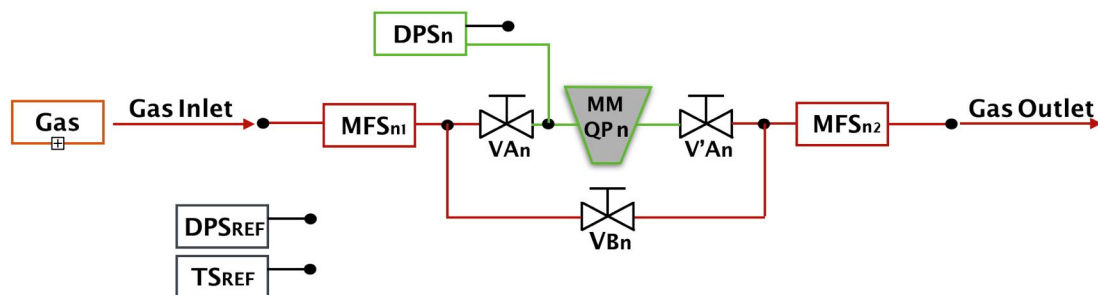 DPSn
Gas
Gas Inlet
MFSn1
VAn
MM
QP n
V'An
MFSn2
Gas Outlet
VBn
DPSREF
TSREF